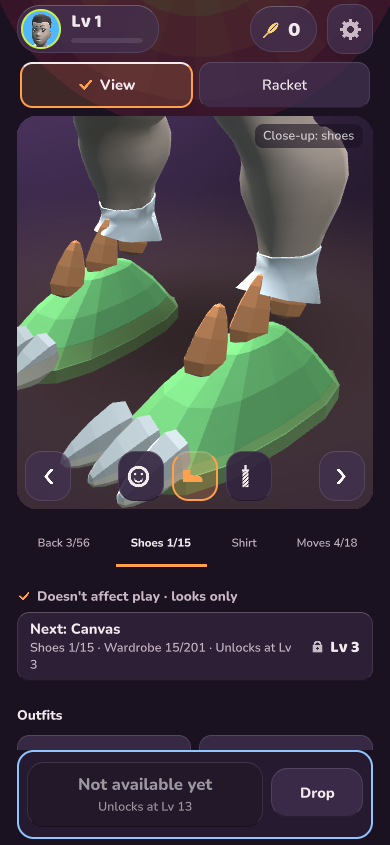 Lv 1
0
View
Racket
Close-up: shoes
Back 3/56
Shoes 1/15
Shirt
Moves 4/18
Doesn't affect play · looks only
Next: Canvas
Shoes 1/15 · Wardrobe 15/201 · Unlocks at Lv
3
Lv 3
Outfits
Not available yet
Unlocks at Lv 13
Drop